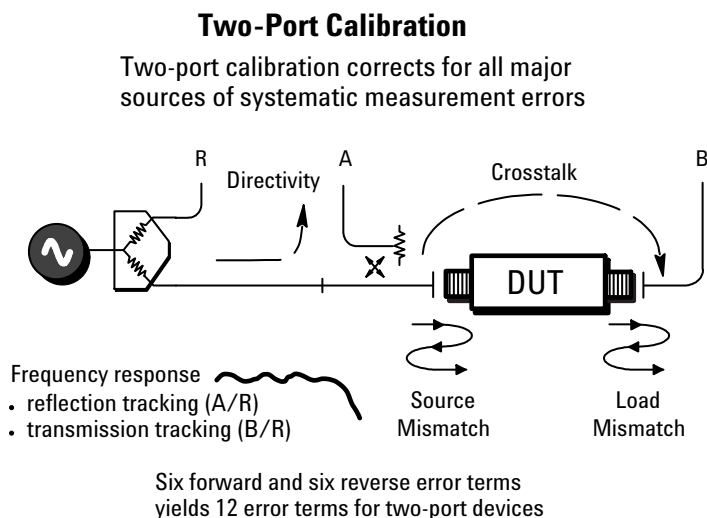 Two-Port Calibration
Two-port calibration corrects for all major
sources of systematic measurement errors
R
A
B
Directivity
Crosstalk
DUT
Frequency response
• reflection tracking (A/R)
• transmission tracking (B/R)
Source
Mismatch
Load
Mismatch
Six forward and six reverse error terms
yields 12 error terms for two-port devices